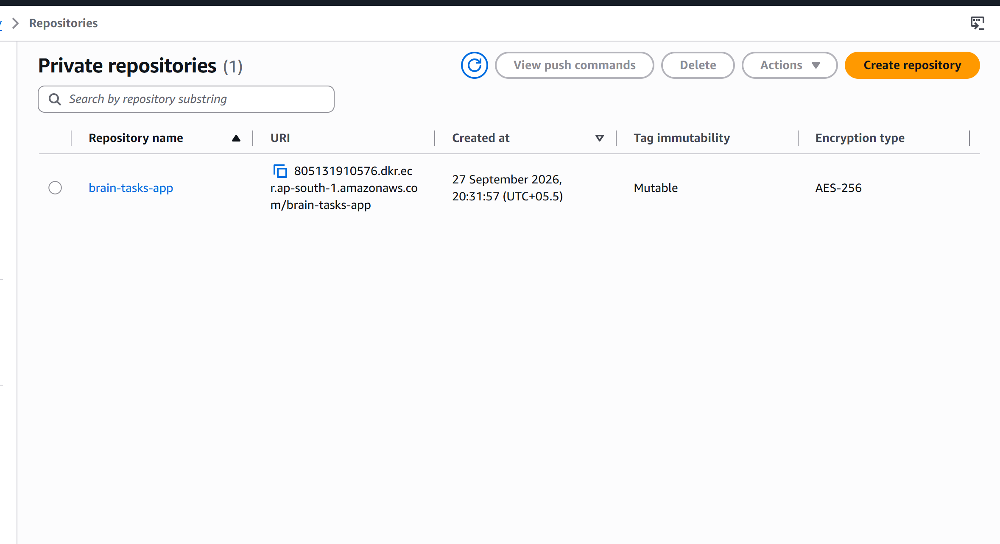 Repositories
Private repositories (1)
View push commands
Delete
Actions
Create repository
Search by repository substring
Repository name
URI
Created at
Tag immutability
Encryption type
brain-tasks-app
805131910576.dkr.ec
r.ap-south-1.amazonaws.co
m/brain-tasks-app
27 September 2026,
20:31:57 (UTC+05.5)
Mutable
AES-256